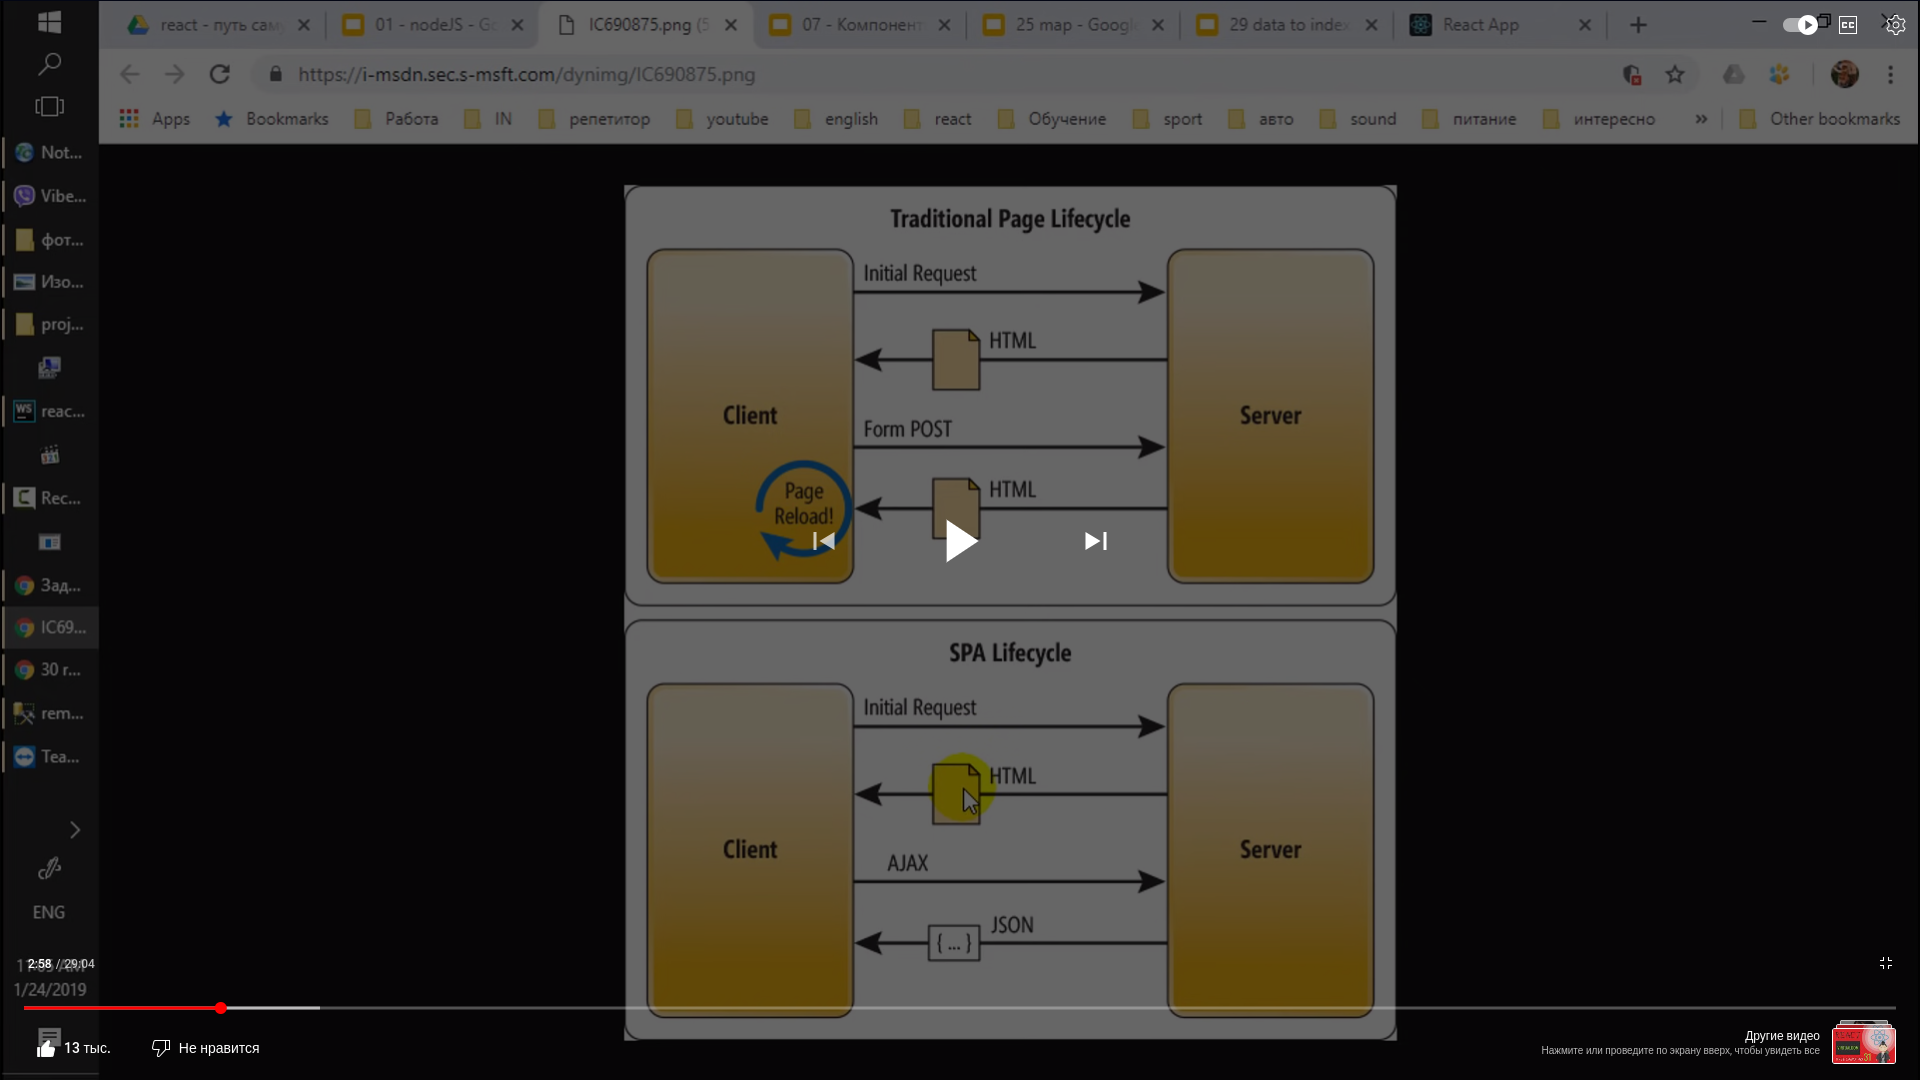 react - путь саму
01 - nodeJS - Go
IC690875.png (5
07 - Компонент
25 map - Google
29 data to index
React App
https://i-msdn.sec.s-msft.com/dynimg/IC690875.png
Apps
Bookmarks
Работа
IN
репетитор
youtube
english
react
Обучение
sport
авто
sound
питание
интересно
»
Other bookmarks
Not...
Vibe...
фот...
Изо...
proj...
reac...
Rec...
Зад...
IC69...
30 r...
rem...
Tea...
ENG
1/24/2019
Traditional Page Lifecycle
Initial Request
HTML
Client
Server
Form POST
Page
Reload!
HTML
SPA Lifecycle
Initial Request
HTML
Client
Server
AJAX
JSON
{ ... }
2:58 / 29:04
13 тыс.
Не нравится
Другие видео
Нажмите или проведите по экрану вверх, чтобы увидеть все